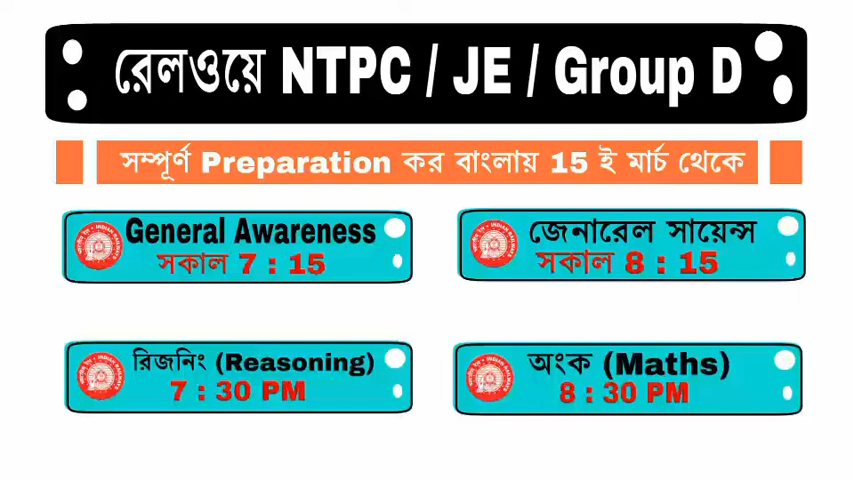 রেলওয়ে NTPC / JE / Group D
সম্পূর্ণ Preparation কর বাংলায় 15 ই মার্চ থেকে
General Awareness
সকাল 7 : 15
জেনারেল সায়েন্স
সকাল 8 : 15
রিজনিং (Reasoning)
7 : 30 PM
অংক (Maths)
8 : 30 PM